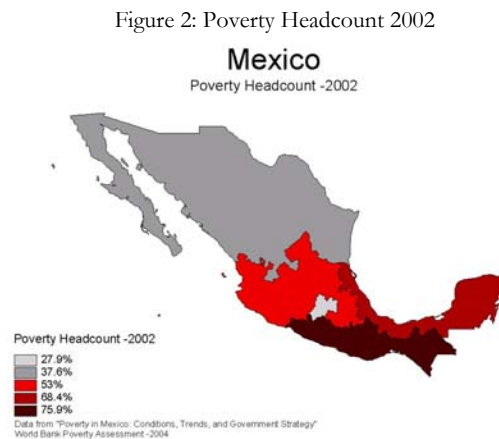 Figure 2: Poverty Headcount 2002
Mexico
Poverty Headcount -2002
Poverty Headcount -2002
27.9%
37.6%
53%
68.4%
75.9%
Data from "Poverty in Mexico: Conditions, Trends, and Government Strategy"
World Bank Poverty Assessment -2004